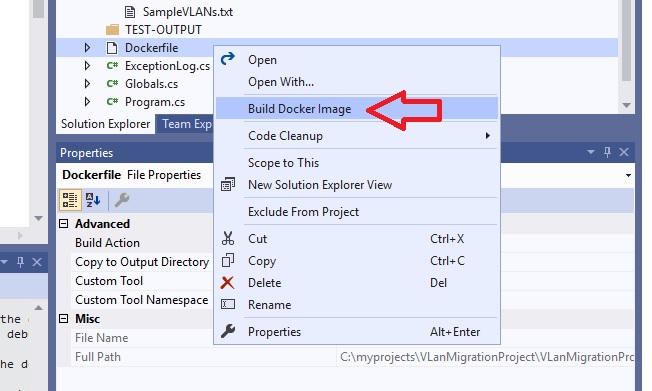 SampleVLANs.txt
TEST-OUTPUT
Dockerfile
C# ExceptionLog.cs
C# Globals.cs
C# Program.cs
Solution Explorer Team Exp
Open
Open With...
Build Docker Image
Code Cleanup
Scope to This
New Solution Explorer View
Exclude From Project
Cut Ctrl+X
Copy Ctrl+C
Delete Del
Rename
Properties Alt+Enter
Properties
Dockerfile File Properties
Advanced
Build Action
Copy to Output Directory
Custom Tool
Custom Tool Namespace
Misc
File Name
Full Path C:\myprojects\VLanMigrationProject\VLanMigrationPro
the
deb
he d